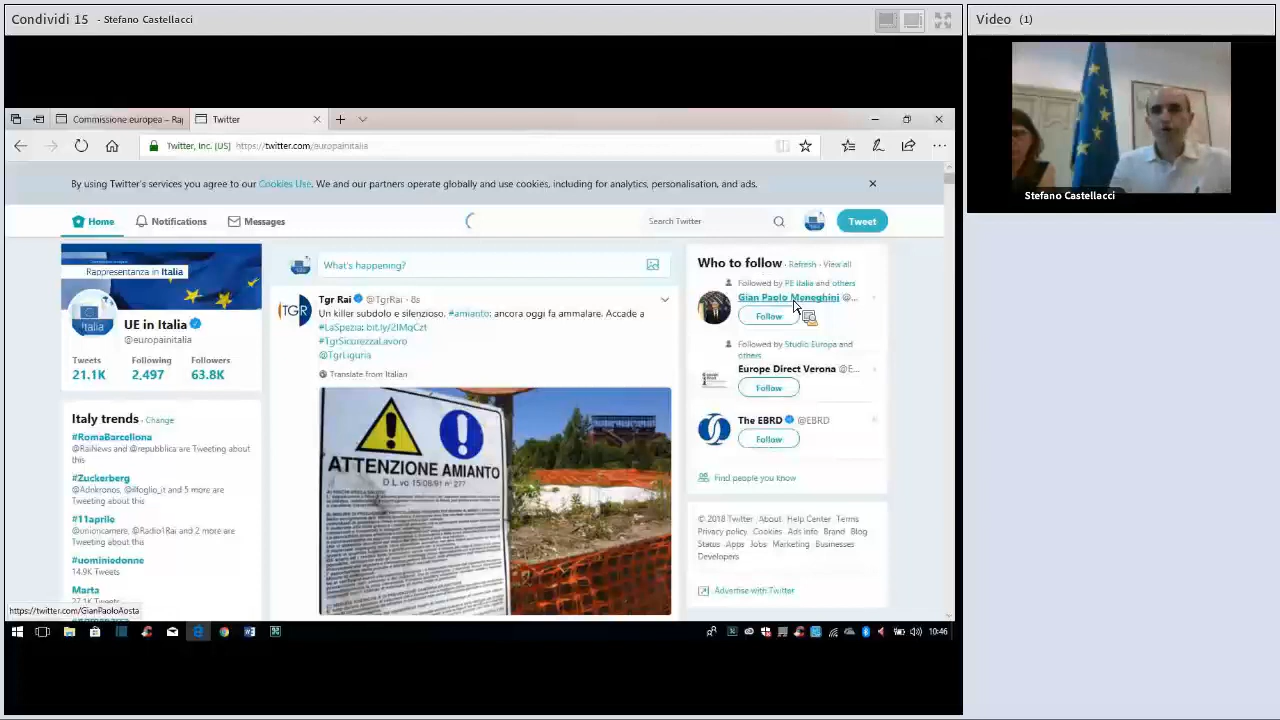 Condividi 15 - Stefano Castellacci
Video (1)
Stefano Castellacci
Commissione europea – Raj
Twitter
Twitter, Inc. [US] https://twitter.com/europainitalia
By using Twitter's services you agree to our Cookies Use. We and our partners operate globally and use cookies, including for analytics, personalisation, and ads.
Home Notifications Messages
Search Twitter
Tweet
Rappresentanza in Italia
UE in Italia
@europainitalia
Tweets Following Followers
21.1K 2,497 63.8K
Italy trends · Change
#RomaBarcellona
@RaiNews and @repubblica are Tweeting about this
#Zuckerberg
@Adnkronos, @ilfoglio_it and 5 more are Tweeting about this
#11aprile
@unioncamere, @Radio1Rai and 2 more are Tweeting about this
#uominiedonne
14.9K Tweets
Marta
https://twitter.com/GianPaoloAosta
What's happening?
Tgr Rai @TgrRai · 8s
TGR
Un killer subdolo e silenzioso. #amianto: ancora oggi fa ammalare. Accade a
#LaSpezia: bit.ly/2IMqCzt
#TgrSicurezzaLavoro
@TgrLiguria
Translate from Italian
ATTENZIONE AMIANTO
D.L.vo 15/08/91 n° 277
Who to follow · Refresh · View all
Followed by PE Italia and others
Gian Paolo Meneghini @...
Follow
Followed by Studio Europa and
others
Europe Direct Verona @E...
Follow
The EBRD @EBRD
Follow
Find people you know
© 2018 Twitter About Help Center Terms
Privacy policy Cookies Ads info Brand Blog
Status Apps Jobs Marketing Businesses
Developers
Advertise with Twitter
10:46